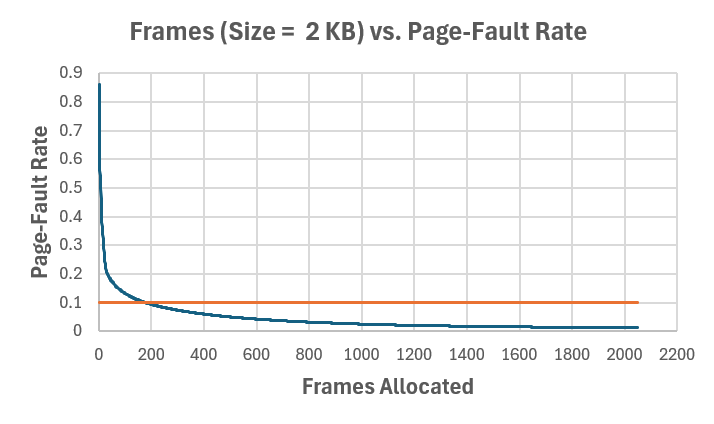 Frames (Size =  2 KB) vs. Page-Fault Rate
Page-Fault Rate
0.9
0.8
0.7
0.6
0.5
0.4
0.3
0.2
0.1
0
0 200 400 600 800 1000 1200 1400 1600 1800 2000 2200
Frames Allocated